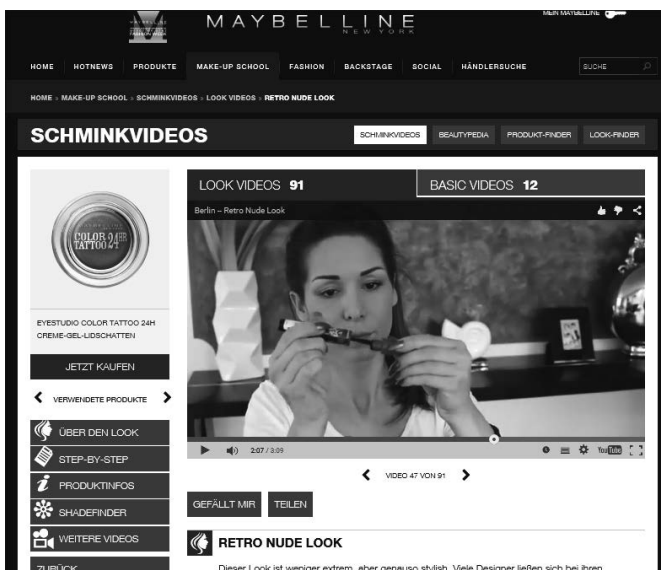 MAYBELLINE
NEW YORK
MEIN MAYBELLINE
HOME HOTNEWS PRODUKTE MAKE-UP SCHOOL FASHION BACKSTAGE SOCIAL HÄNDLERSUCHE SUCHE
HOME » MAKE-UP SCHOOL » SCHMINKVIDEOS » LOOK VIDEOS » RETRO NUDE LOOK
SCHMINKVIDEOS
SCHMINKVIDEOS BEAUTYPEDIA PRODUKT-FINDER LOOK-FINDER
COLOR 24HR
TATTOO
EYESTUDIO COLOR TATTOO 24H
CREME-GEL-LIDSCHATTEN
JETZT KAUFEN
VERWENDETE PRODUKTE
ÜBER DEN LOOK
STEP-BY-STEP
PRODUKTINFOS
SHADEFINDER
WEITERE VIDEOS
ZURÜCK
LOOK VIDEOS 91 BASIC VIDEOS 12
Berlin – Retro Nude Look
2:07 / 3:09 YouTube
VIDEO 47 VON 91
GEFÄLLT MIR TEILEN
RETRO NUDE LOOK
Dieser Look ist weniger extrem, aber genauso stylish. Viele Designer ließen sich bei ihren